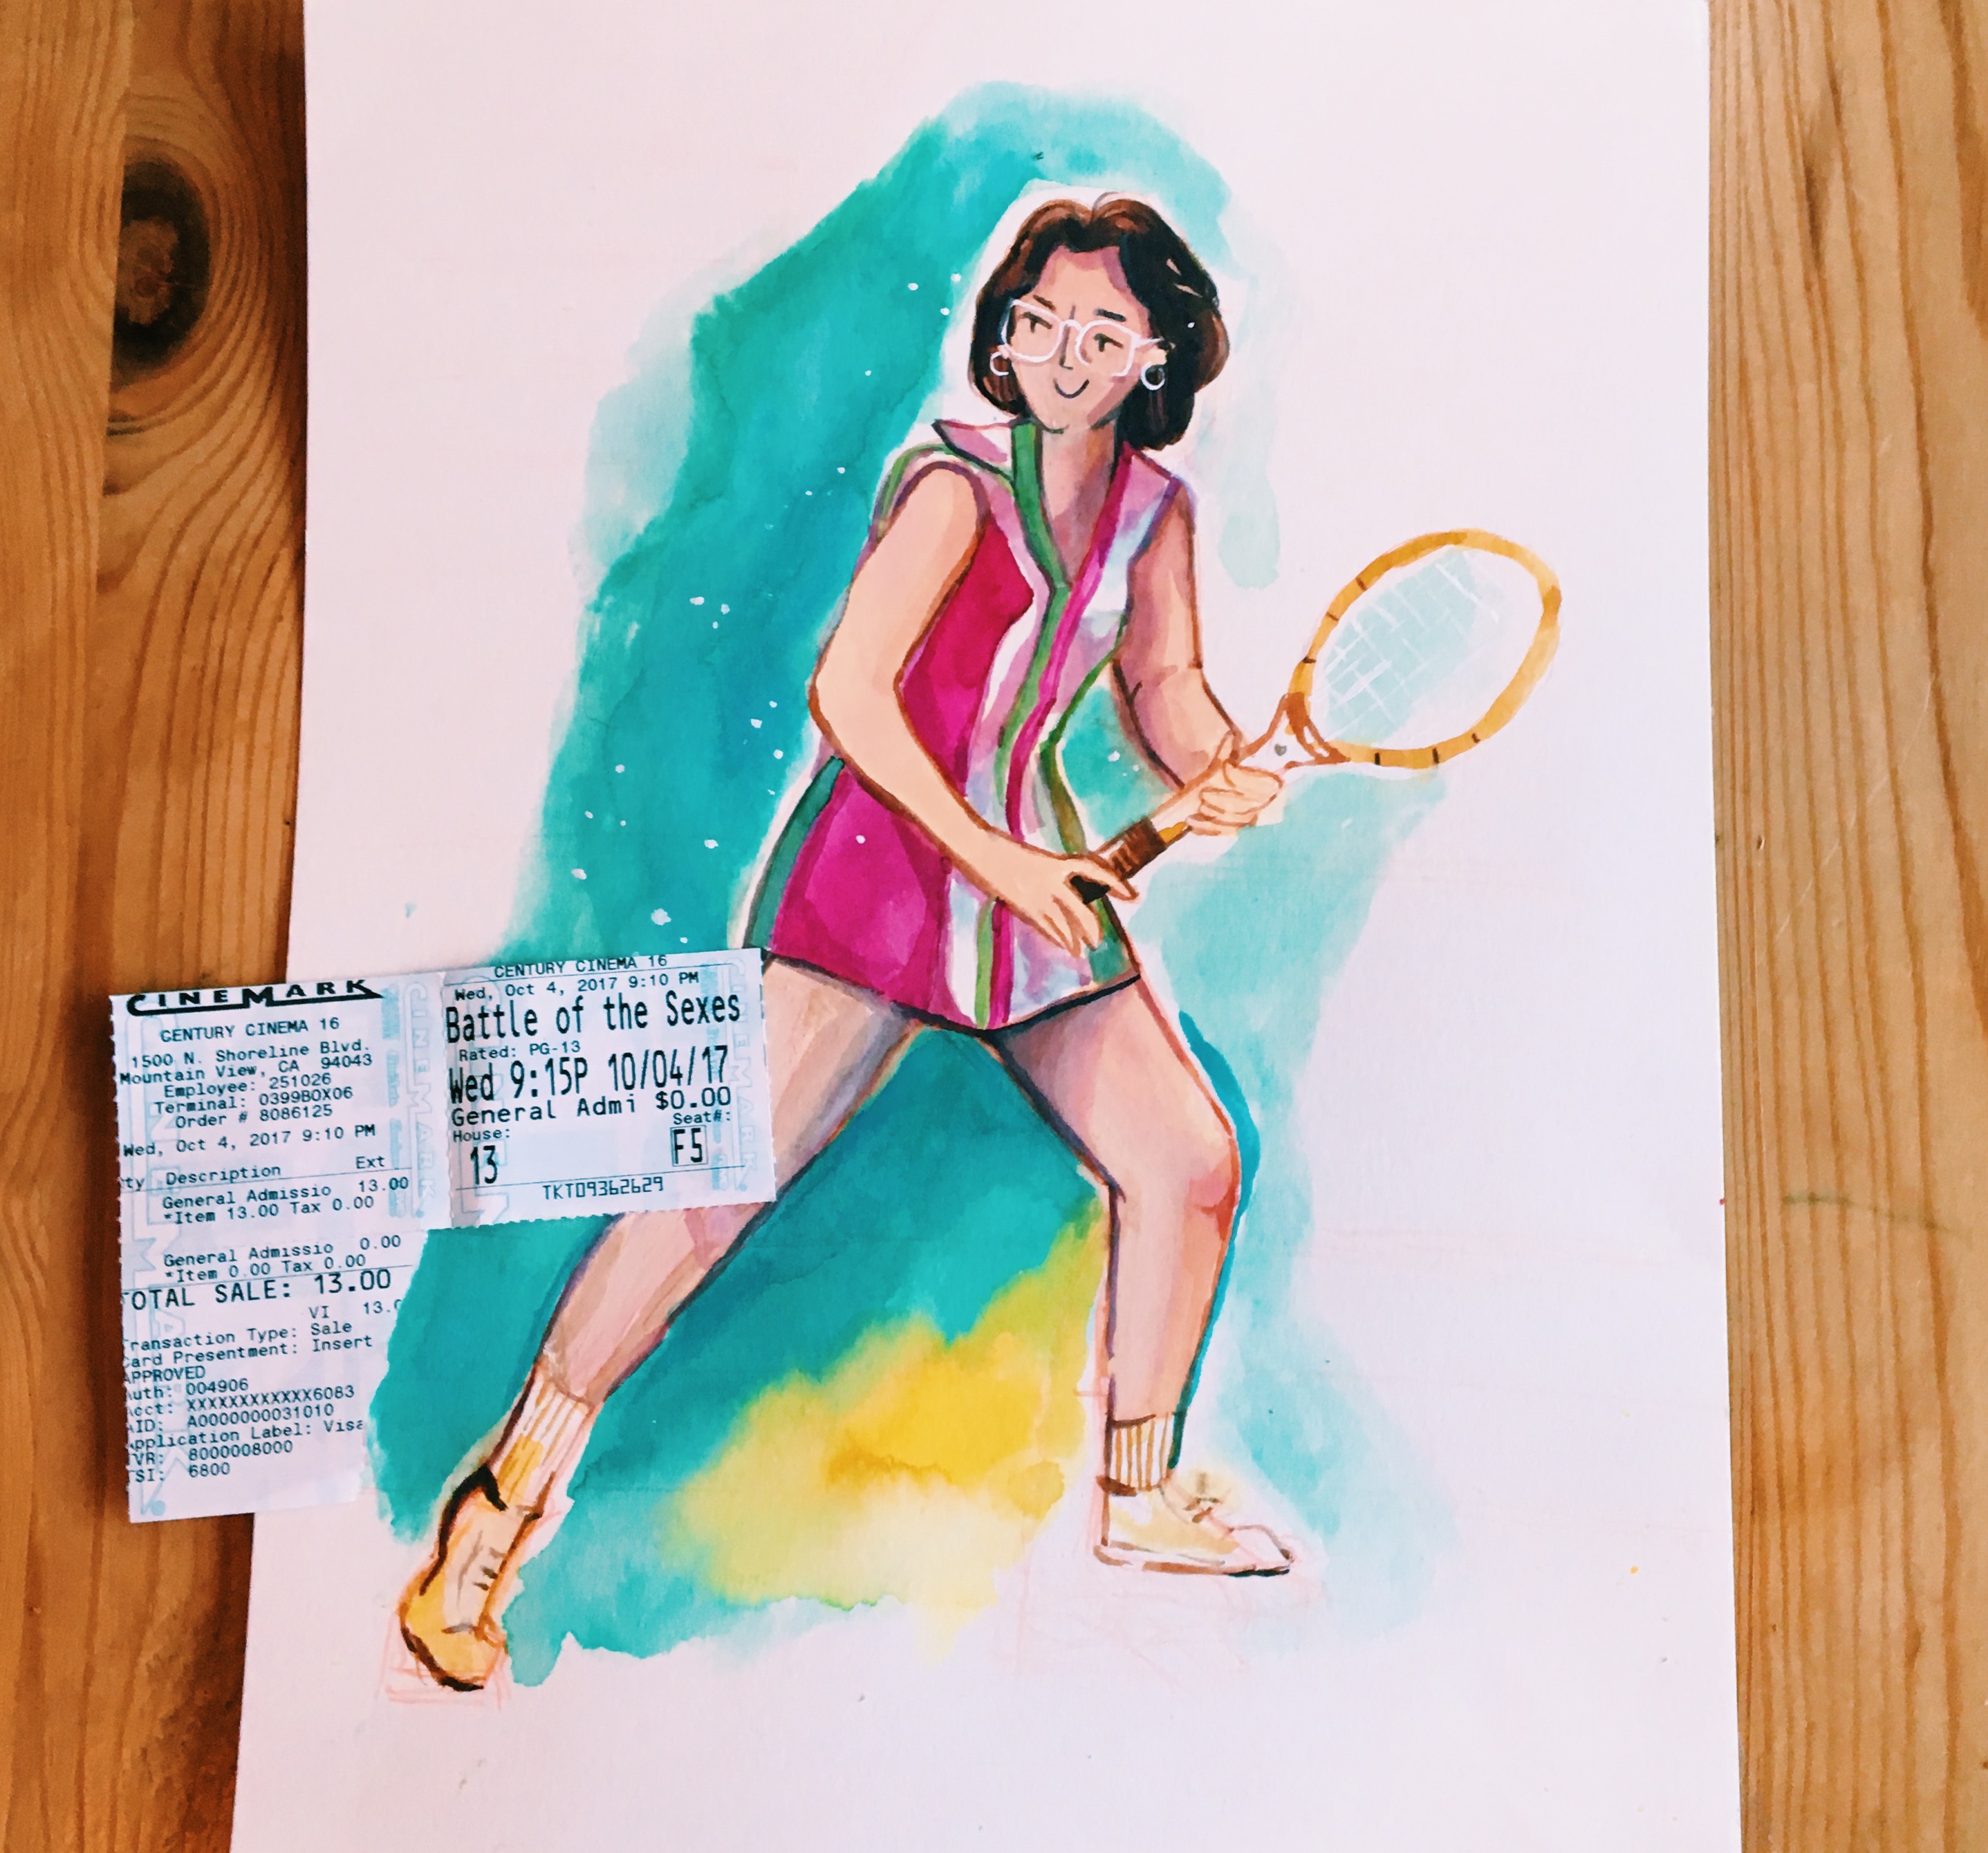 CINEMARK
CENTURY CINEMA 16
1500 N. Shoreline Blvd.
Mountain View, CA 94043
Employee: 251026
Terminal: 0399BOX06
Order # 8086125
Wed, Oct 4, 2017 9:10 PM
ty Description Ext
General Admissio 13.00
*Item 13.00 Tax 0.00
General Admissio 0.00
*Item 0.00 Tax 0.00
TOTAL SALE: 13.00
VI 13.0
Transaction Type: Sale
Card Presentment: Insert
APPROVED
Auth: 004906
Acct: XXXXXXXXXXXX6083
AID: A0000000031010
Application Label: Visa
TVR: 8000008000
TSI: 6800
CENTURY CINEMA 16
Wed, Oct 4, 2017 9:10 PM
Battle of the Sexes
Rated: PG-13
Wed 9:15P 10/04/17
General Admi $0.00
House: Seat#:
13 F5
TKT09362629